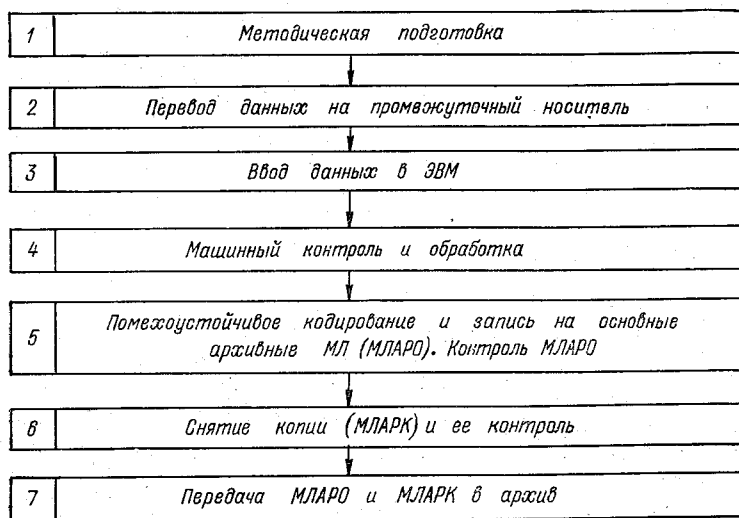 1 Методическая подготовка
2 Перевод данных на промежуточный носитель
3 Ввод данных в ЭВМ
4 Машинный контроль и обработка
5 Помехоустойчивое кодирование и запись на основные
архивные МЛ (МЛАРО). Контроль МЛАРО
6 Снятие копии (МЛАРК) и ее контроль
7 Передача МЛАРО и МЛАРК в архив